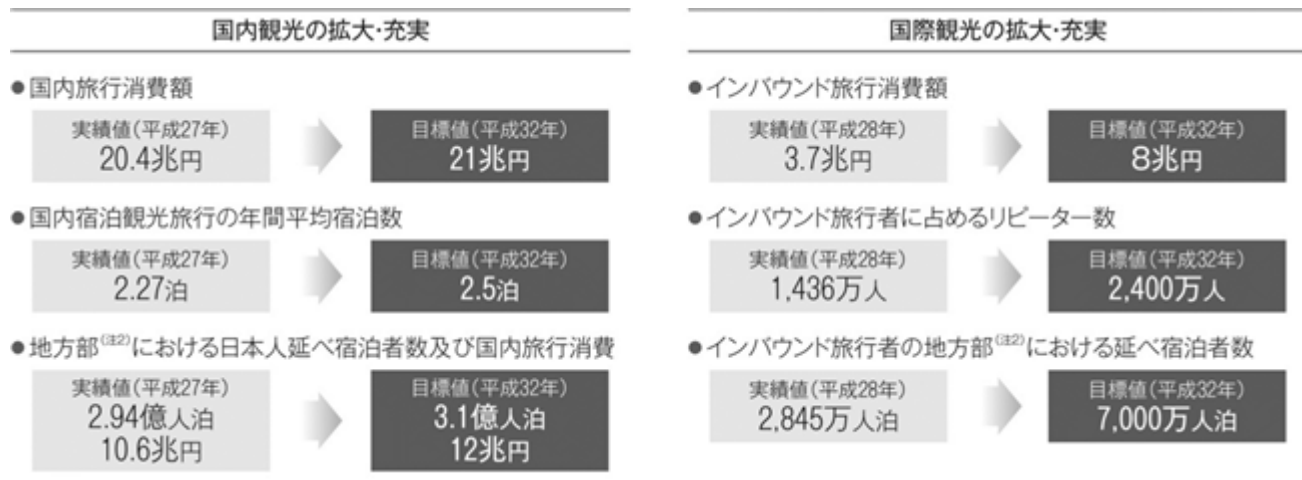 国内観光の拡大・充実
●国内旅行消費額
実績値(平成27年)
20.4兆円
目標値(平成32年)
21兆円
●国内宿泊観光旅行の年間平均宿泊数
実績値(平成27年)
2.27泊
目標値(平成32年)
2.5泊
●地方部(注2)における日本人延べ宿泊者数及び国内旅行消費
実績値(平成27年)
2.94億人泊
10.6兆円
目標値(平成32年)
3.1億人泊
12兆円
国際観光の拡大・充実
●インバウンド旅行消費額
実績値(平成28年)
3.7兆円
目標値(平成32年)
8兆円
●インバウンド旅行者に占めるリピーター数
実績値(平成28年)
1,436万人
目標値(平成32年)
2,400万人
●インバウンド旅行者の地方部(注2)における延べ宿泊者数
実績値(平成28年)
2,845万人泊
目標値(平成32年)
7,000万人泊